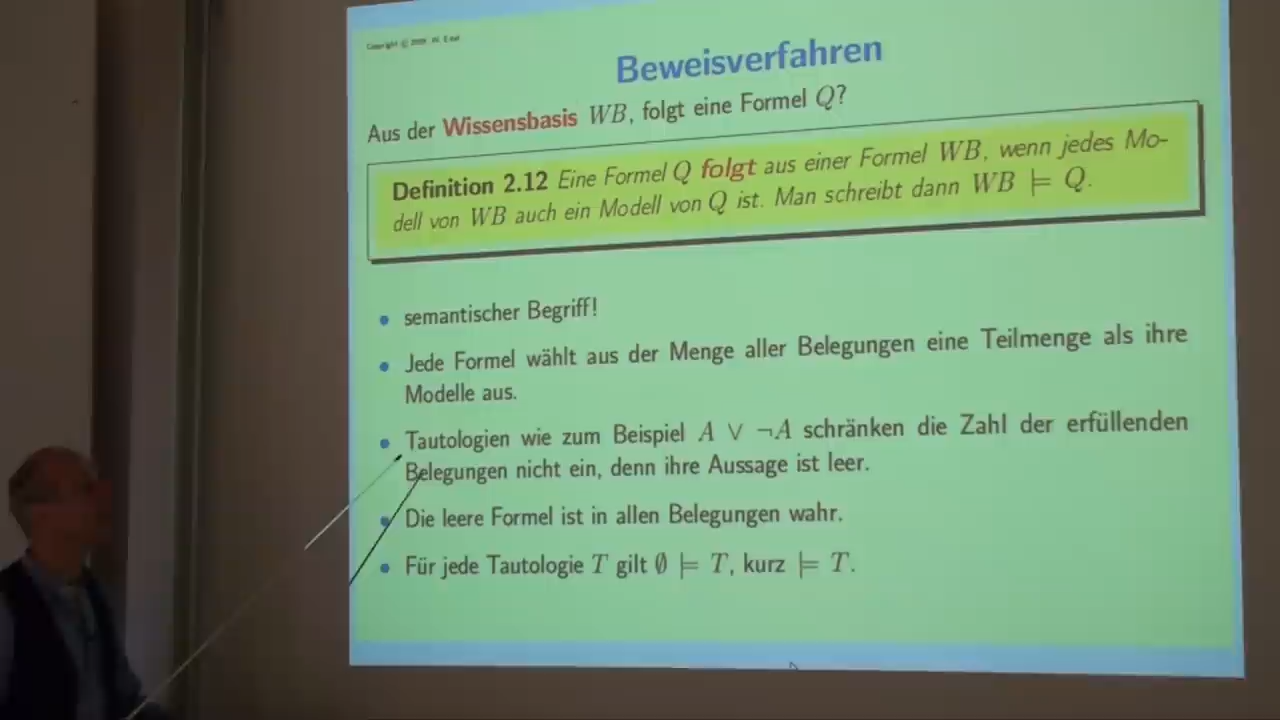 Copyright ©
Beweisverfahren
Aus der Wissensbasis WB, folgt eine Formel Q?
Definition 2.12 Eine Formel Q folgt aus einer Formel WB, wenn jedes Mo-
dell von WB auch ein Modell von Q ist. Man schreibt dann WB ⊨ Q.
• semantischer Begriff!
• Jede Formel wählt aus der Menge aller Belegungen eine Teilmenge als ihre
Modelle aus.
• Tautologien wie zum Beispiel A ∨ ¬A schränken die Zahl der erfüllenden
Belegungen nicht ein, denn ihre Aussage ist leer.
• Die leere Formel ist in allen Belegungen wahr.
• Für jede Tautologie T gilt ∅ ⊨ T, kurz ⊨ T.